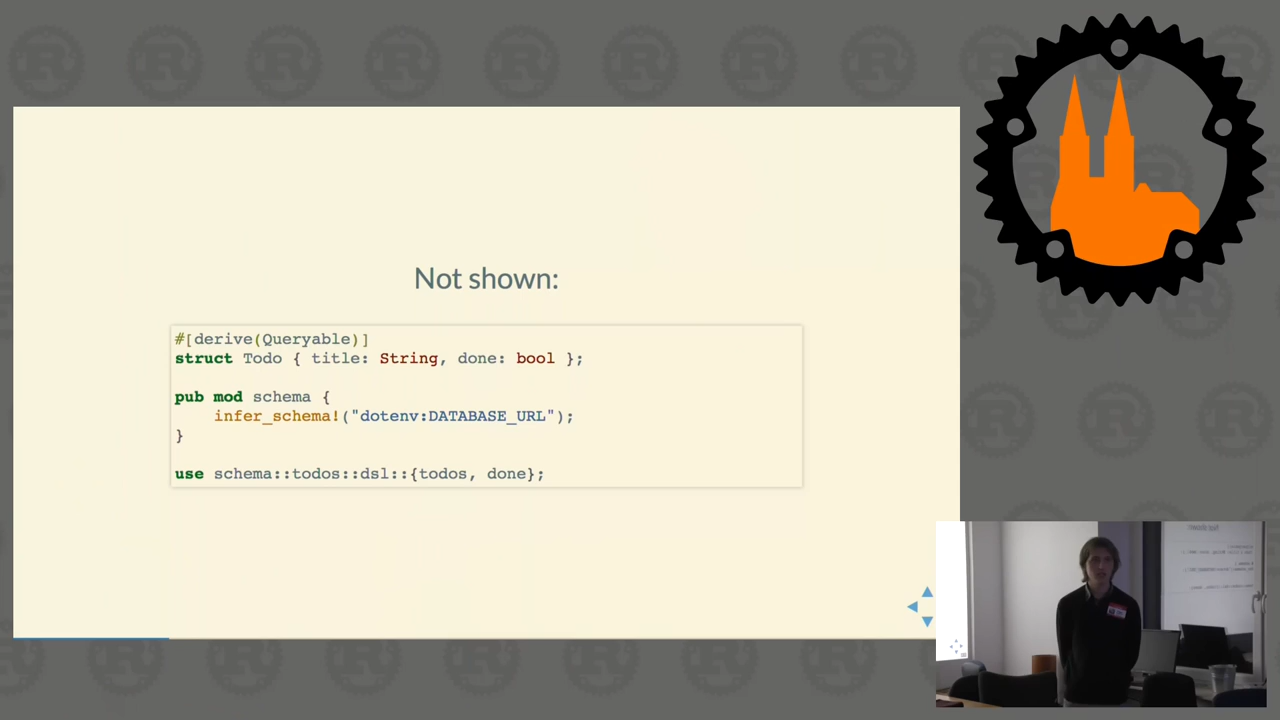 Not shown:
#[derive(Queryable)]
struct Todo { title: String, done: bool };
pub mod schema {
    infer_schema!("dotenv:DATABASE_URL");
}
use schema::todos::dsl::{todos, done};